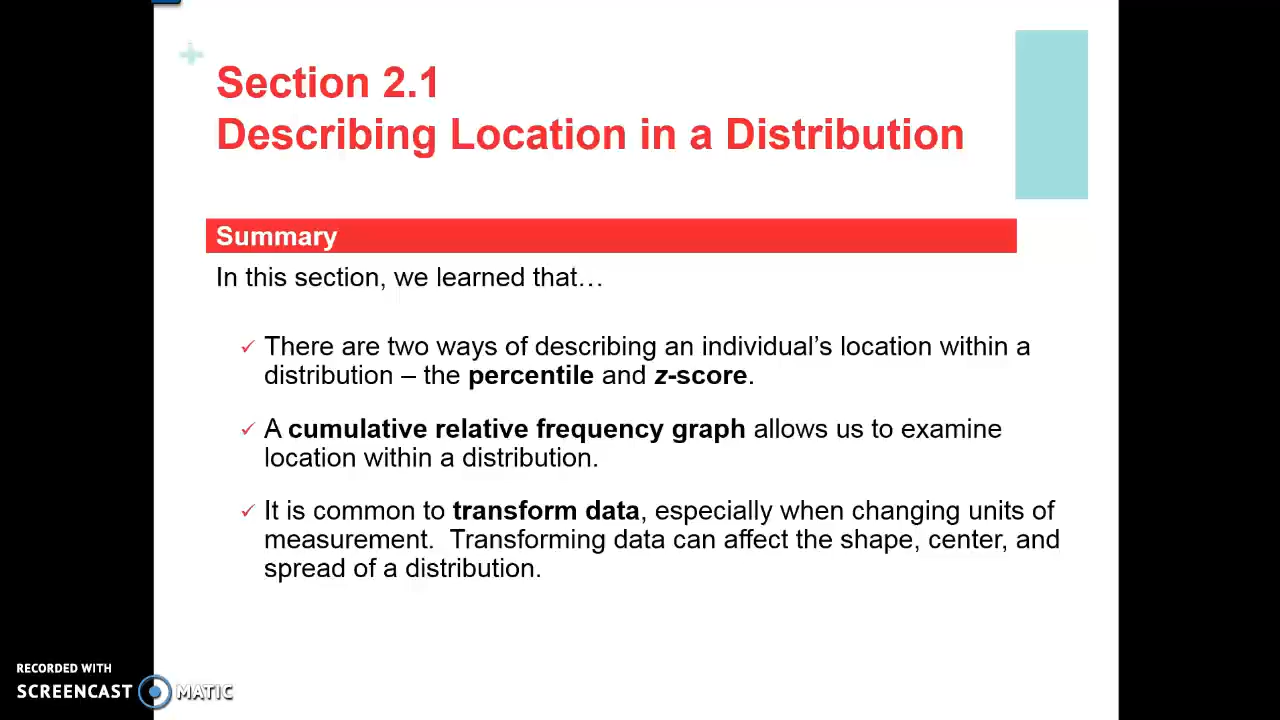 Section 2.1
Describing Location in a Distribution
Summary
In this section, we learned that…
There are two ways of describing an individual’s location within a
distribution – the percentile and z-score.
A cumulative relative frequency graph allows us to examine
location within a distribution.
It is common to transform data, especially when changing units of
measurement.  Transforming data can affect the shape, center, and
spread of a distribution.
RECORDED WITH
SCREENCAST MATIC